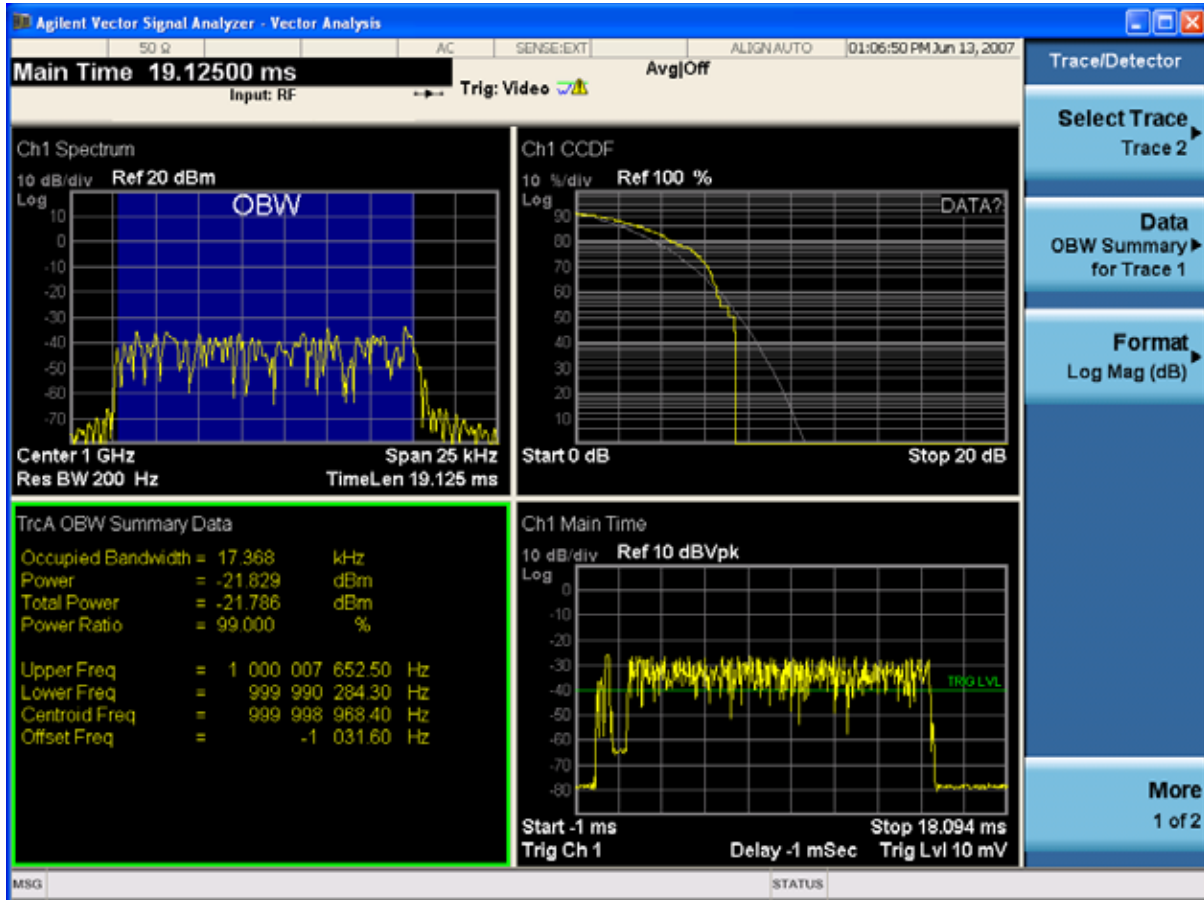 Agilent Vector Signal Analyzer - Vector Analysis
50 Ω AC SENSE:EXT ALIGN AUTO 01:06:50 PM Jun 13, 2007
Main Time 19.12500 ms
Input: RF
Trig: Video
Avg|Off
Ch1 Spectrum
10 dB/div Ref 20 dBm
Log
OBW
10
0
-10
-20
-30
-40
-50
-60
-70
Center 1 GHz Span 25 kHz
Res BW 200 Hz TimeLen 19.125 ms
Ch1 CCDF
10 %/div Ref 100 %
Log
DATA?
90
80
70
60
50
40
30
20
10
Start 0 dB Stop 20 dB
TrcA OBW Summary Data
Occupied Bandwidth = 17.368 kHz
Power = -21.829 dBm
Total Power = -21.786 dBm
Power Ratio = 99.000 %
Upper Freq = 1 000 007 652.50 Hz
Lower Freq = 999 990 284.30 Hz
Centroid Freq = 999 998 968.40 Hz
Offset Freq = -1 031.60 Hz
Ch1 Main Time
10 dB/div Ref 10 dBVpk
Log
0
-10
-20
-30
-40
-50
-60
-70
-80
TRIG LVL
Start -1 ms Stop 18.094 ms
Trig Ch 1 Delay -1 mSec Trig Lvl 10 mV
Trace/Detector
Select Trace
Trace 2
Data
OBW Summary
for Trace 1
Format
Log Mag (dB)
More
1 of 2
MSG STATUS